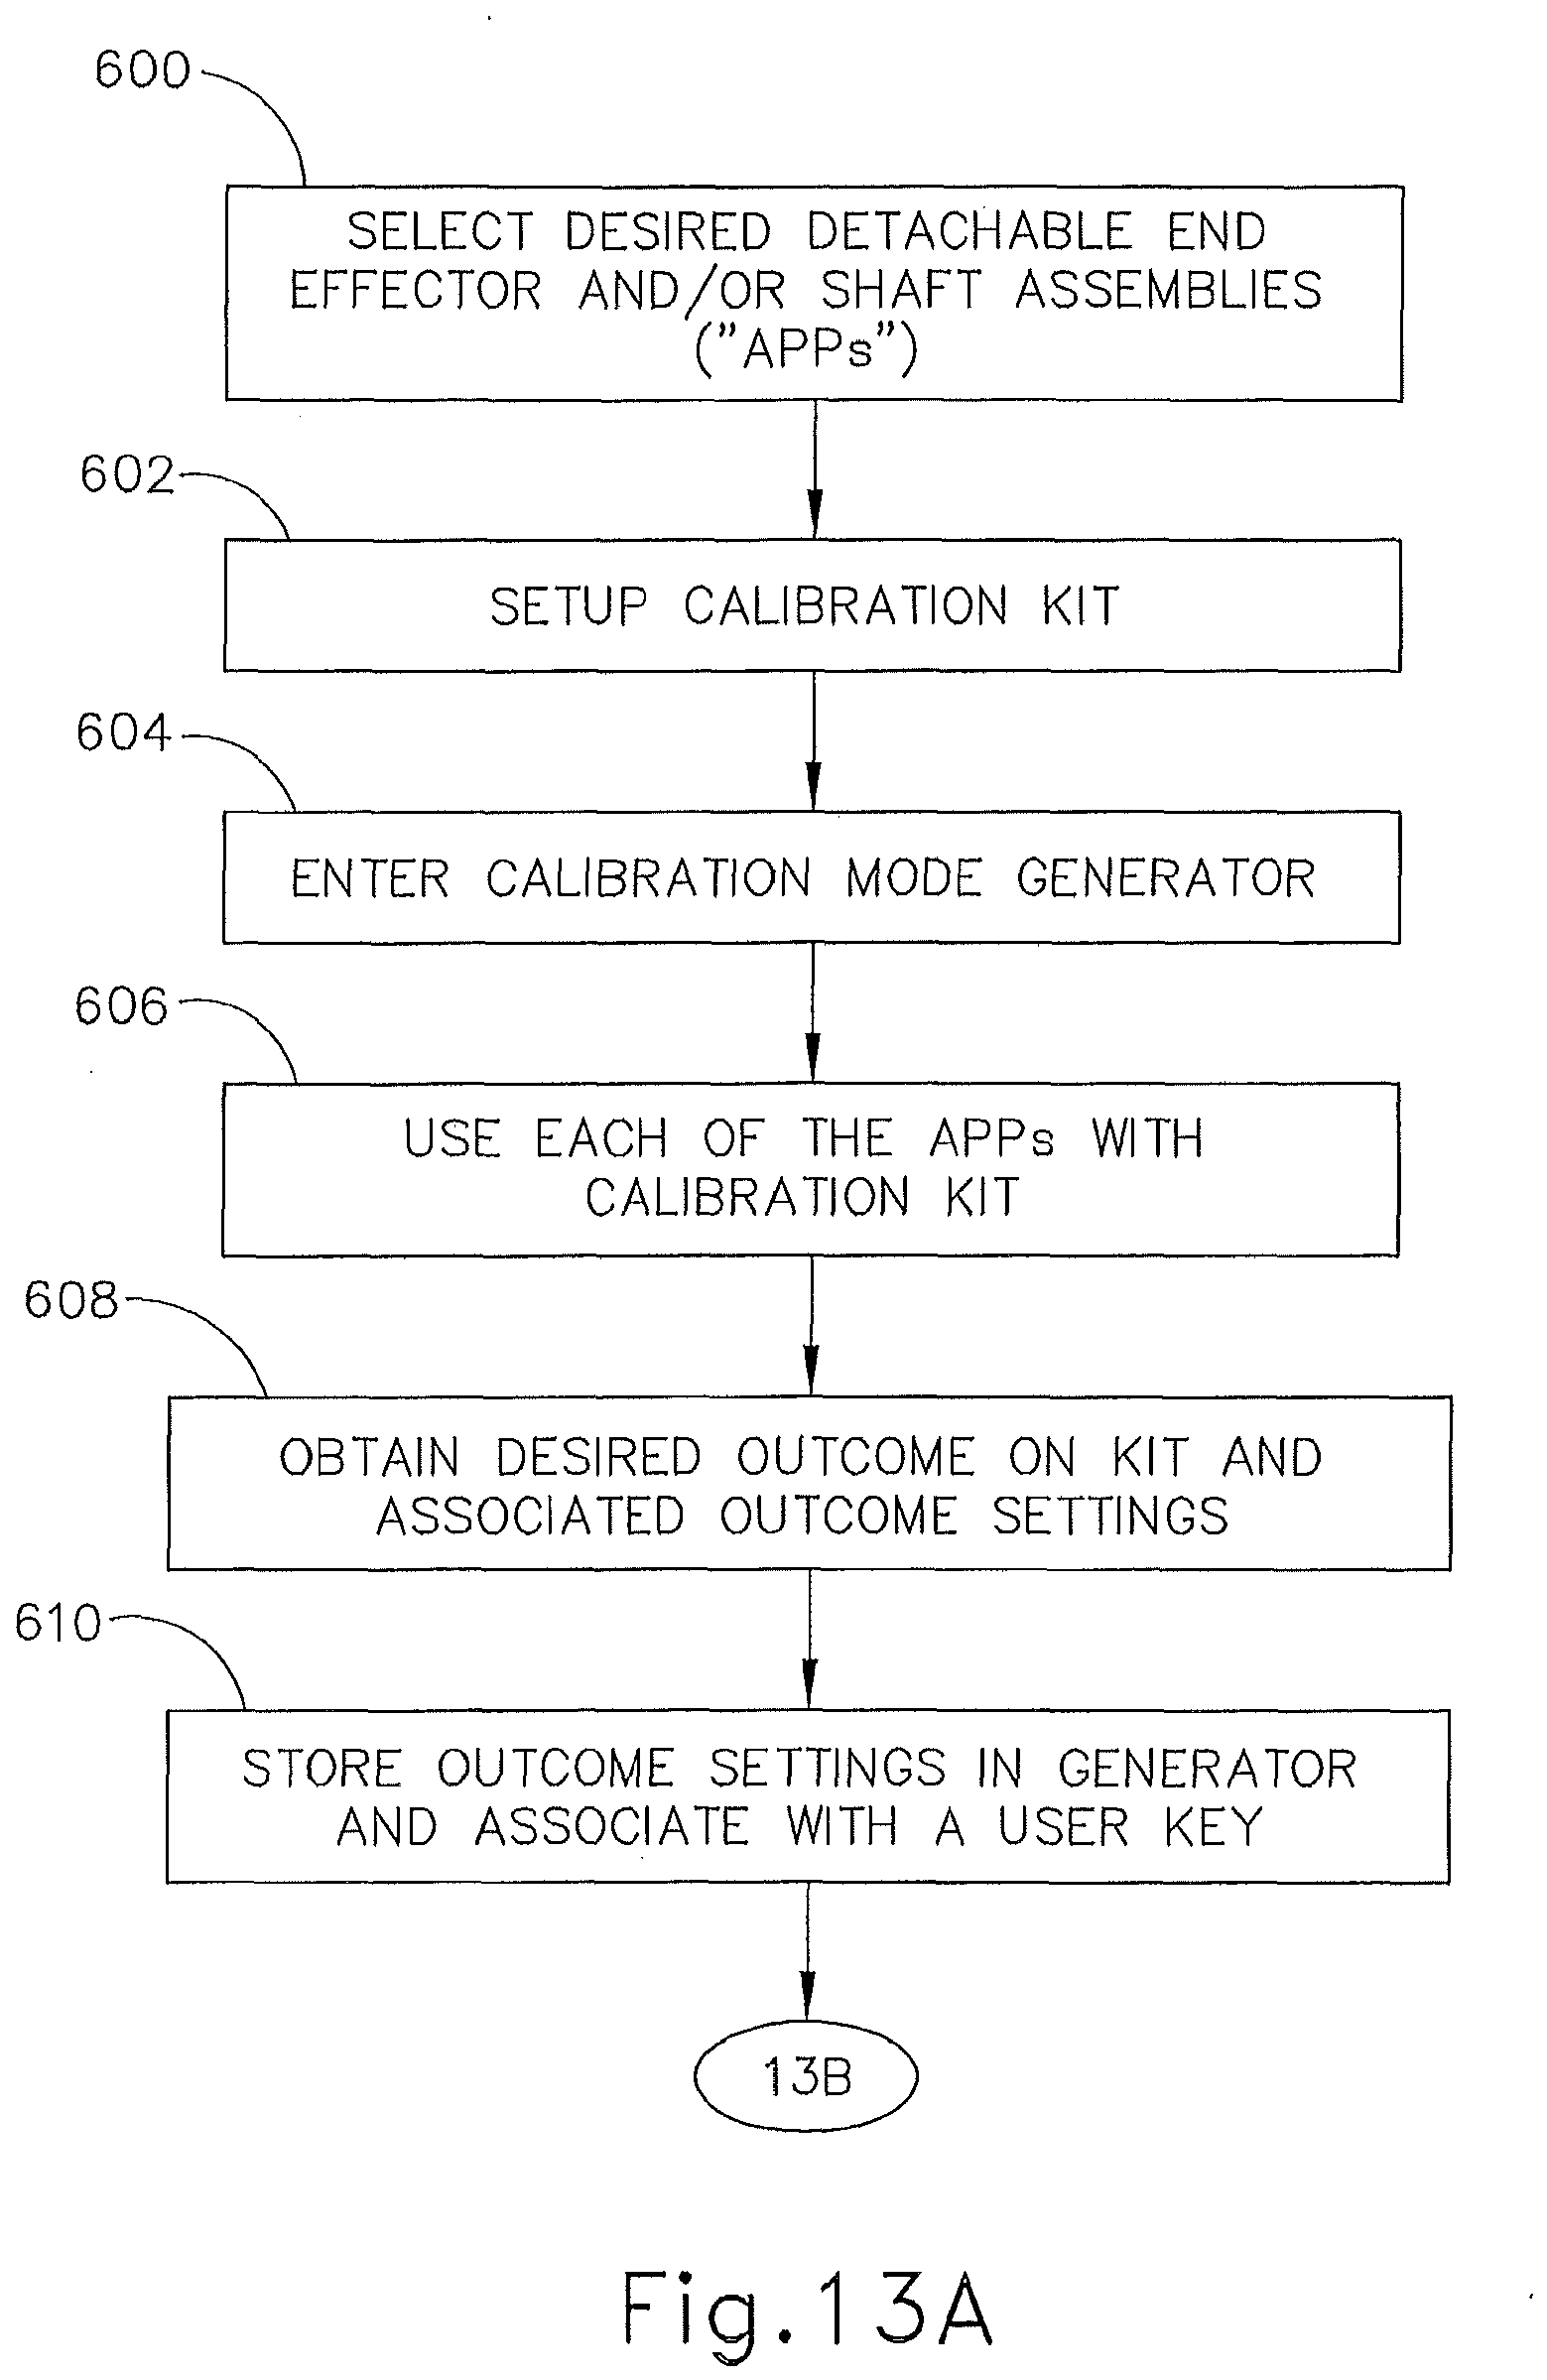 600
SELECT DESIRED DETACHABLE END
EFFECTOR AND/OR SHAFT ASSEMBLIES
("APPs")
602
SETUP CALIBRATION KIT
604
ENTER CALIBRATION MODE GENERATOR
606
USE EACH OF THE APPs WITH
CALIBRATION KIT
608
OBTAIN DESIRED OUTCOME ON KIT AND
ASSOCIATED OUTCOME SETTINGS
610
STORE OUTCOME SETTINGS IN GENERATOR
AND ASSOCIATE WITH A USER KEY
13B
Fig.13A